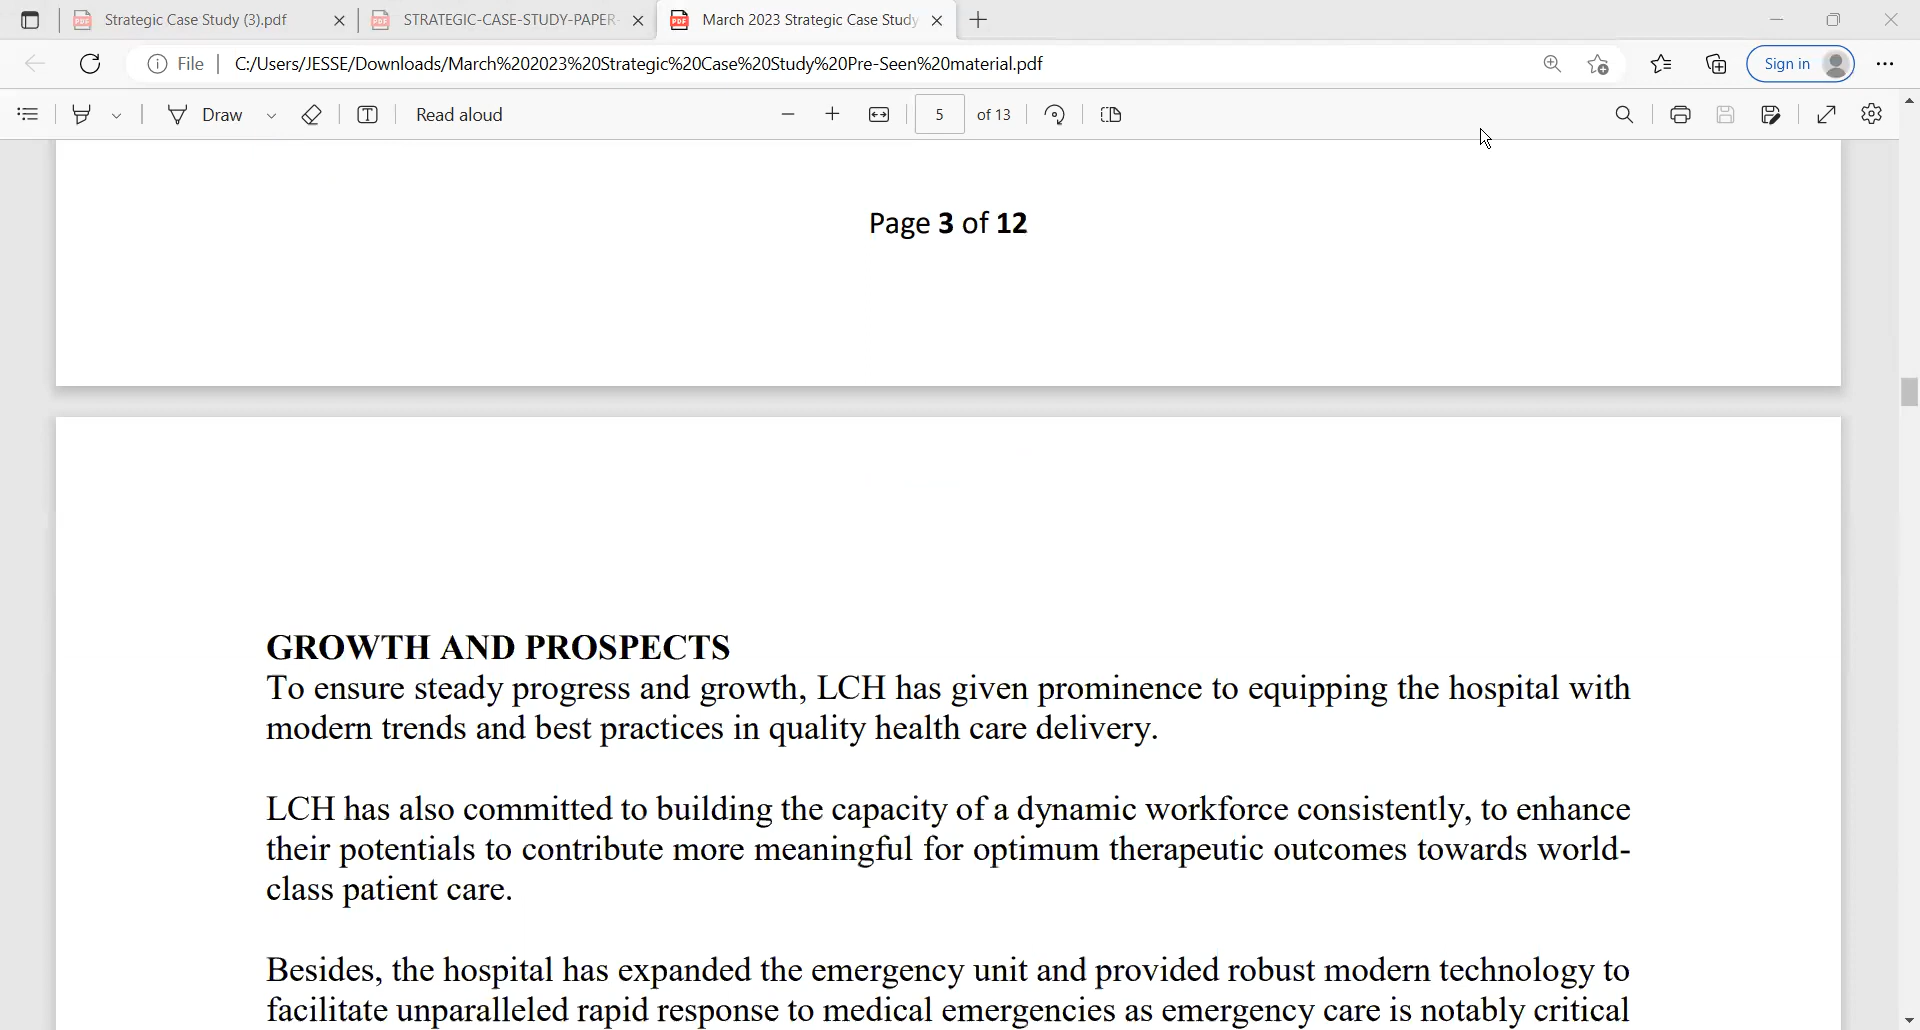 Strategic Case Study (3).pdf
STRATEGIC-CASE-STUDY-PAPER-
March 2023 Strategic Case Study
File
C:/Users/JESSE/Downloads/March%202023%20Strategic%20Case%20Study%20Pre-Seen%20material.pdf
Sign in
Draw
Read aloud
5
of 13
Page 3 of 12
GROWTH AND PROSPECTS
To ensure steady progress and growth, LCH has given prominence to equipping the hospital with
modern trends and best practices in quality health care delivery.
LCH has also committed to building the capacity of a dynamic workforce consistently, to enhance
their potentials to contribute more meaningful for optimum therapeutic outcomes towards world-
class patient care.
Besides, the hospital has expanded the emergency unit and provided robust modern technology to
facilitate unparalleled rapid response to medical emergencies as emergency care is notably critical